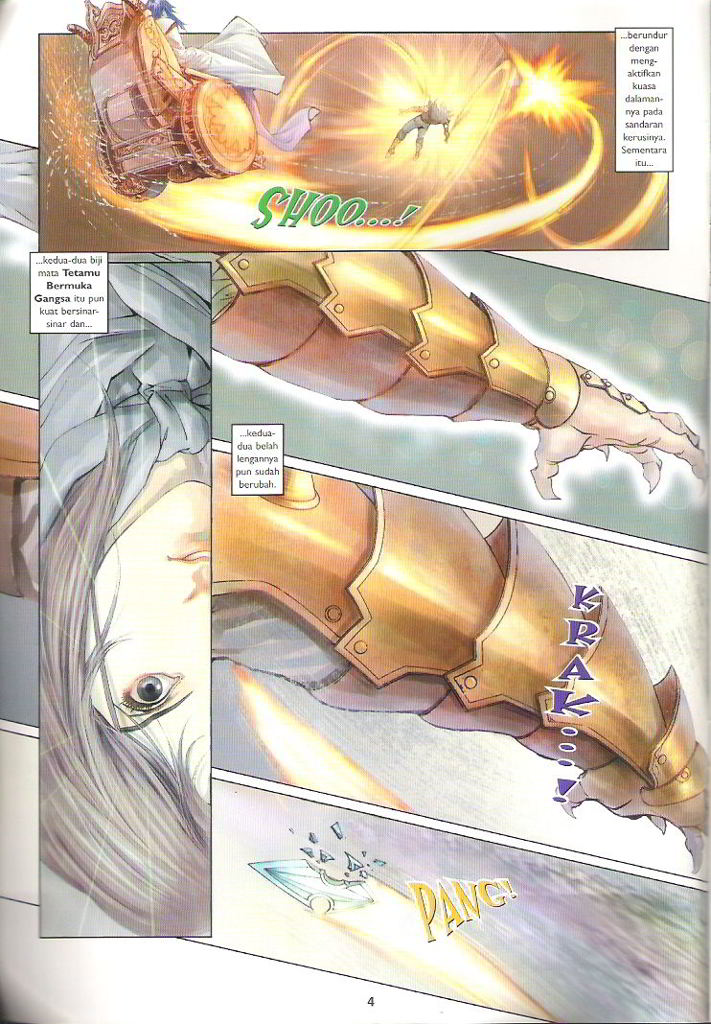 ...berundur
dengan
meng-
aktifkan
kuasa
dalaman-
nya pada
sandaran
kerusinya.
Sementara
itu...
SHOO...!
...kedua-dua biji
mata Tetamu
Bermuka
Gangsa itu pun
kuat bersinar-
sinar dan...
...kedua-
dua belah
lengannya
pun sudah
berubah.
KRAK...!
PANG!
4